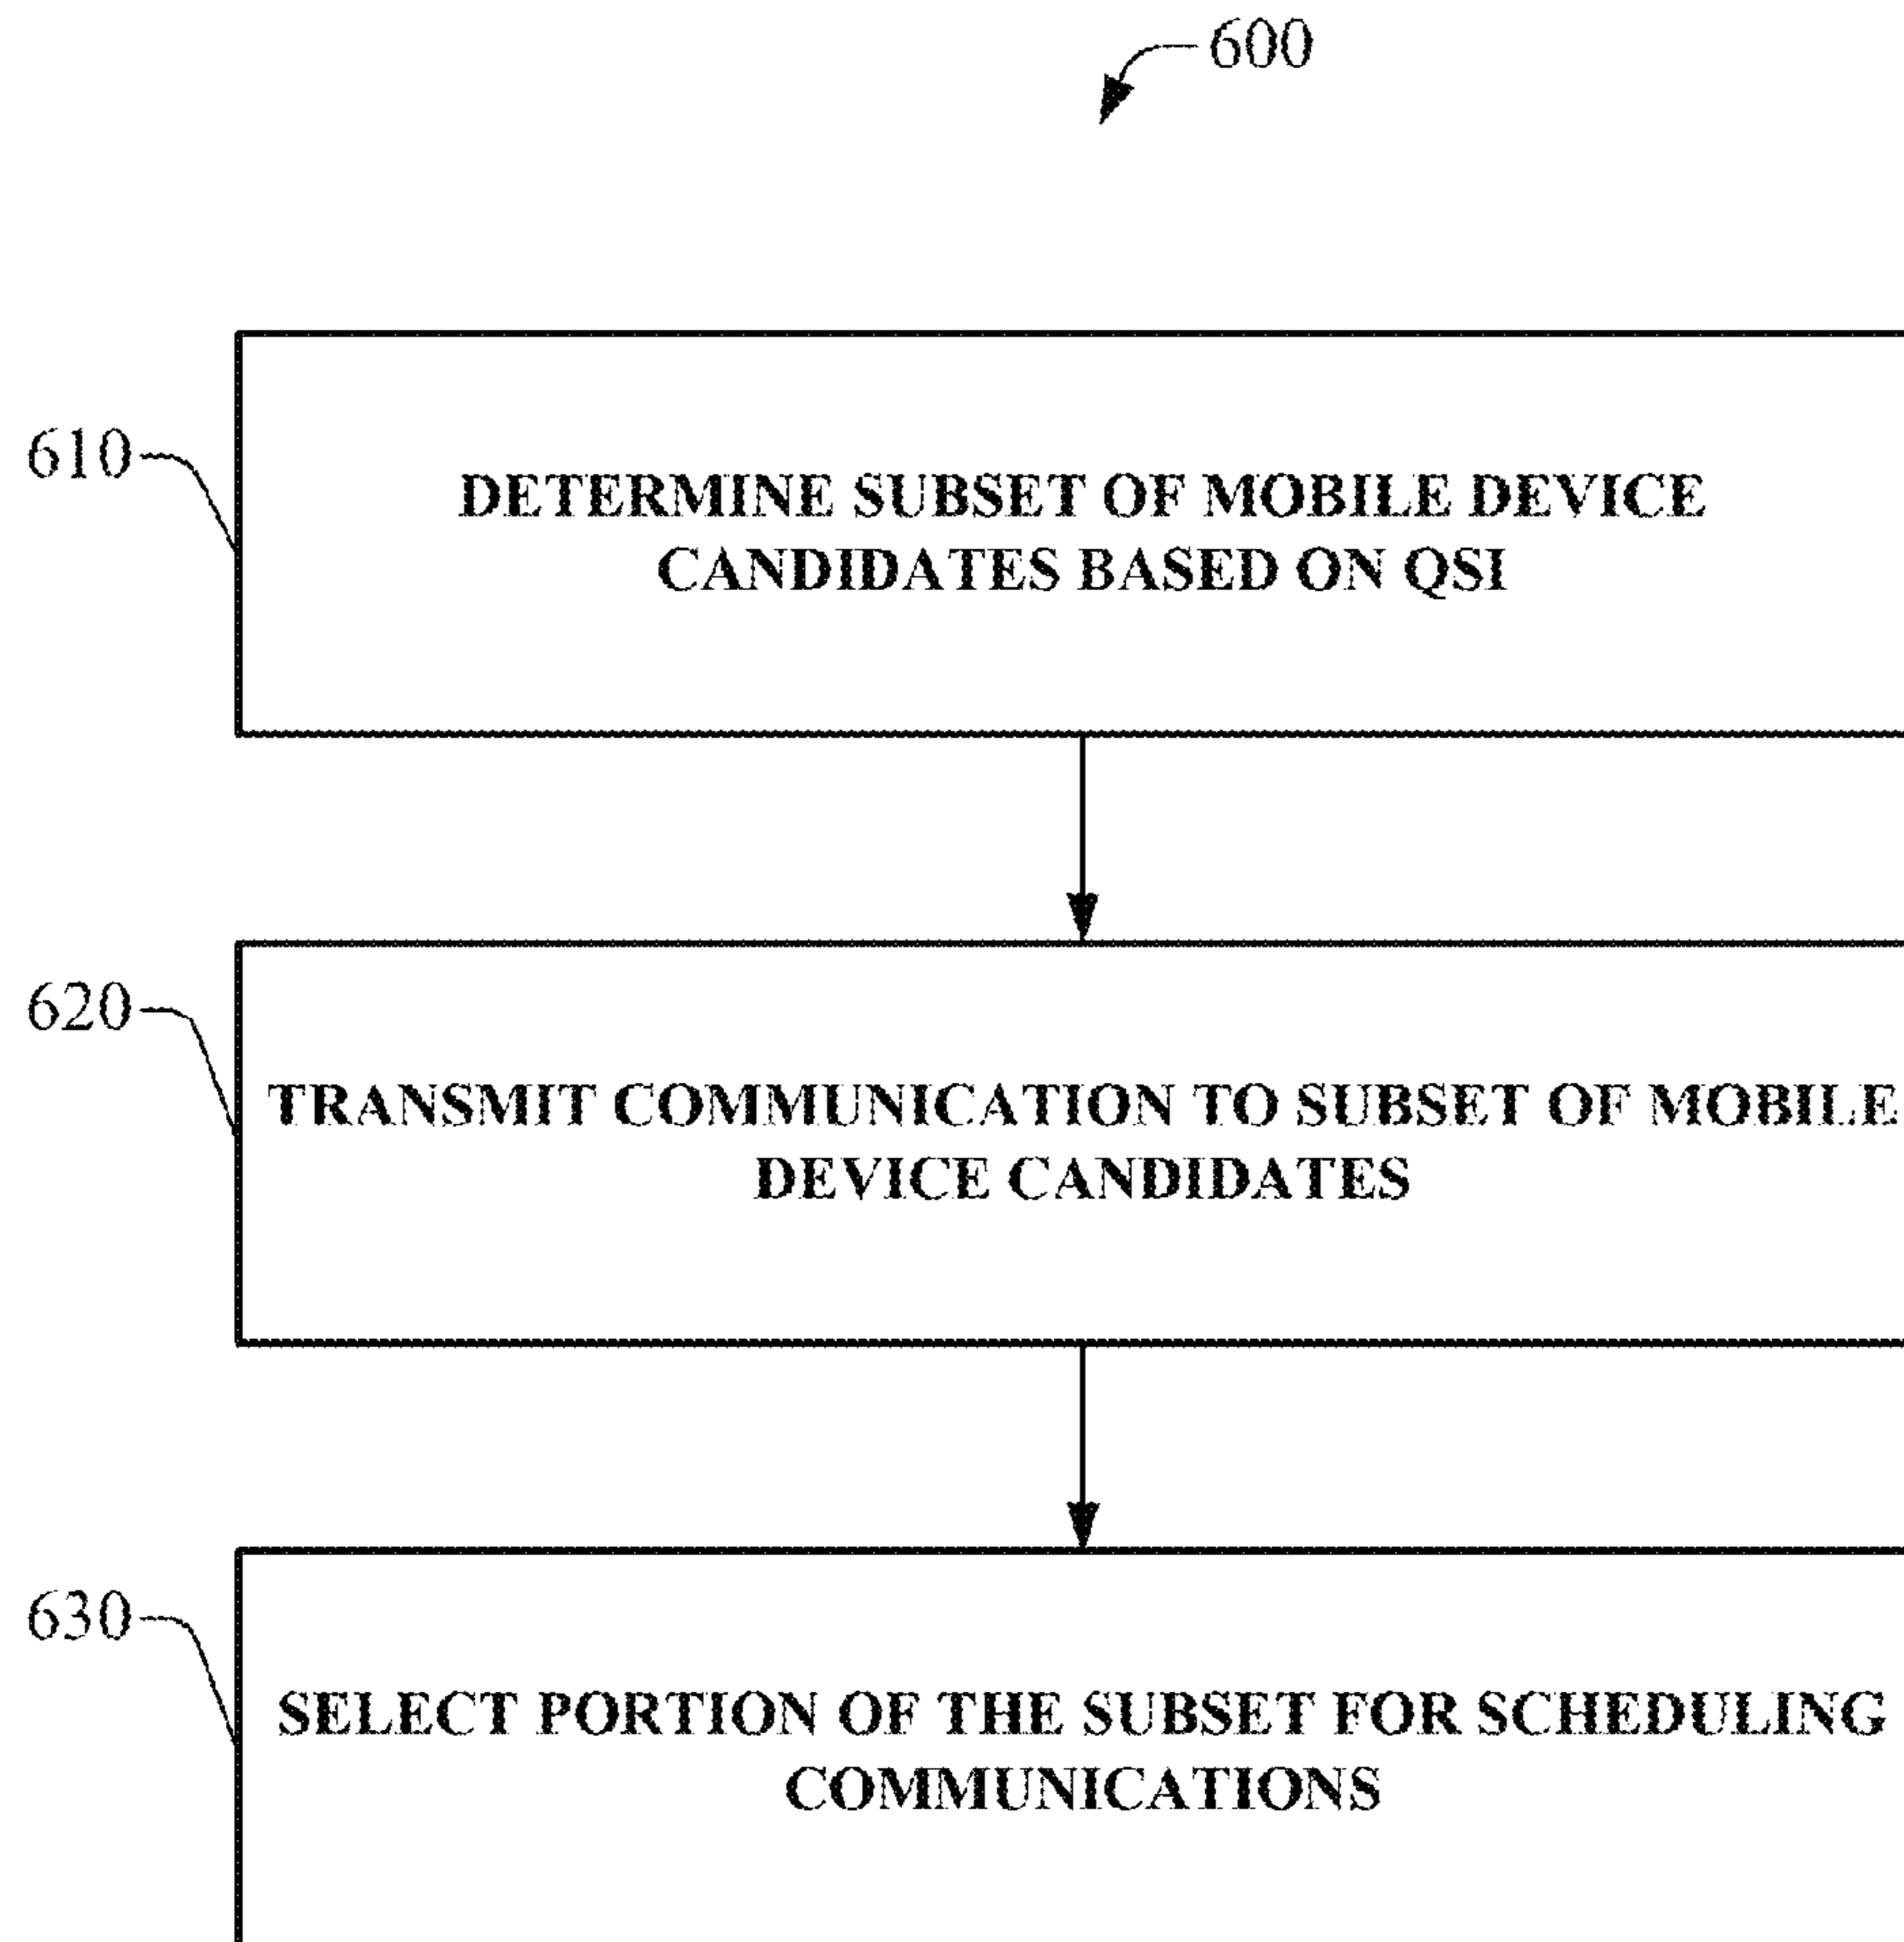 600
610
DETERMINE SUBSET OF MOBILE DEVICE
CANDIDATES BASED ON QSI
620
TRANSMIT COMMUNICATION TO SUBSET OF MOBILE
DEVICE CANDIDATES
630
SELECT PORTION OF THE SUBSET FOR SCHEDULING
COMMUNICATIONS